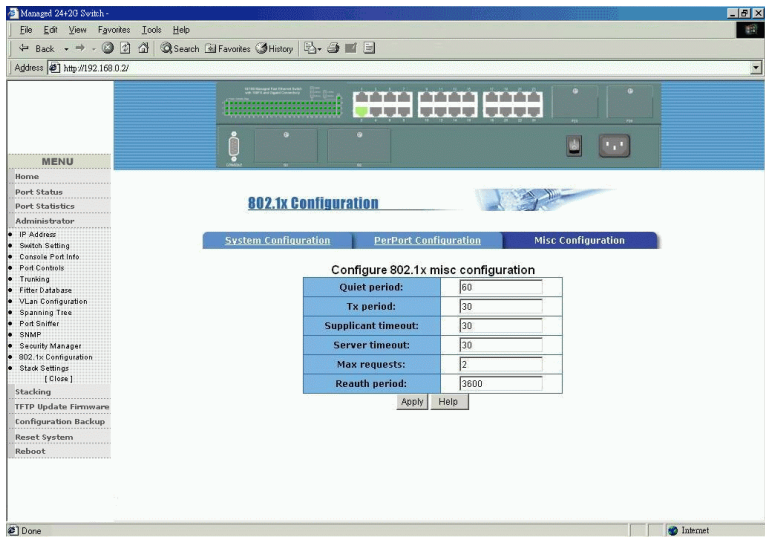 Managed 24+2G Switch -
File Edit View Favorites Tools Help
Back Search Favorites History
Address http://192.168.0.2/
MENU
Home
Port Status
Port Statistics
Administrator
IP Address
Switch Setting
Console Port Info
Port Controls
Trunking
Filter Database
VLan Configuration
Spanning Tree
Port Sniffer
SNMP
Security Manager
802.1x Configuration
Stack Settings
[ Close ]
Stacking
TFTP Update Firmware
Configuration Backup
Reset System
Reboot
802.1x Configuration
System Configuration PerPort Configuration Misc Configuration
Configure 802.1x misc configuration
Quiet period: 60
Tx period: 30
Supplicant timeout: 30
Server timeout: 30
Max requests: 2
Reauth period: 3600
Apply Help
Done Internet